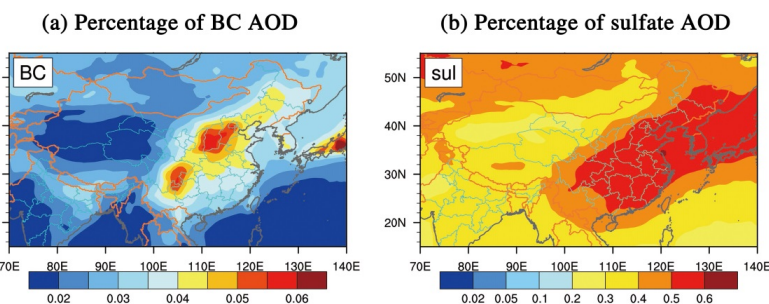 (a) Percentage of BC AOD
(b) Percentage of sulfate AOD
BC
sul
50N
40N
30N
20N
70E 80E 90E 100E 110E 120E 130E 140E
70E 80E 90E 100E 110E 120E 130E 140E
0.02 0.03 0.04 0.05 0.06
0.02 0.05 0.1 0.2 0.3 0.4 0.5 0.6